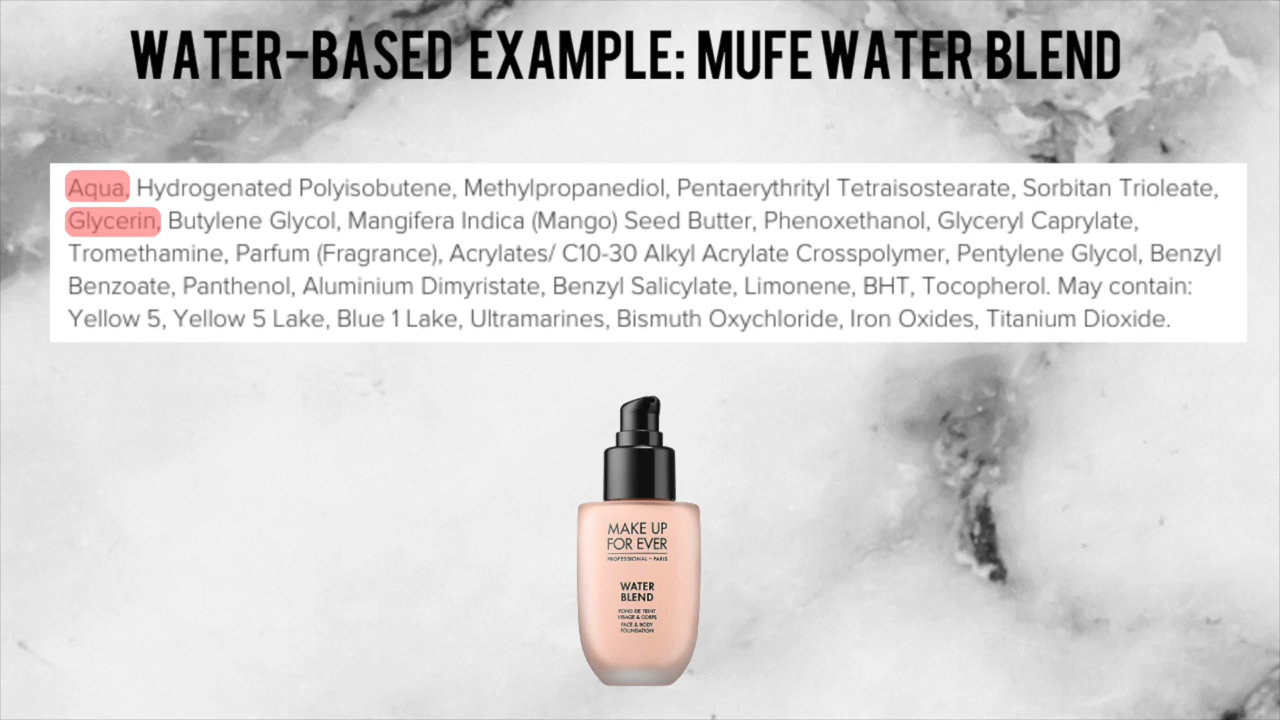 WATER-BASED EXAMPLE: MUFE WATER BLEND
Aqua, Hydrogenated Polyisobutene, Methylpropanediol, Pentaerythrityl Tetraisostearate, Sorbitan Trioleate,
Glycerin, Butylene Glycol, Mangifera Indica (Mango) Seed Butter, Phenoxethanol, Glyceryl Caprylate,
Tromethamine, Parfum (Fragrance), Acrylates/ C10-30 Alkyl Acrylate Crosspolymer, Pentylene Glycol, Benzyl
Benzoate, Panthenol, Aluminium Dimyristate, Benzyl Salicylate, Limonene, BHT, Tocopherol. May contain:
Yellow 5, Yellow 5 Lake, Blue 1 Lake, Ultramarines, Bismuth Oxychloride, Iron Oxides, Titanium Dioxide.
MAKE UP
FOR EVER
PROFESSIONAL – PARIS
WATER
BLEND
FOND DE TEINT
VISAGE & CORPS
FACE & BODY
FOUNDATION